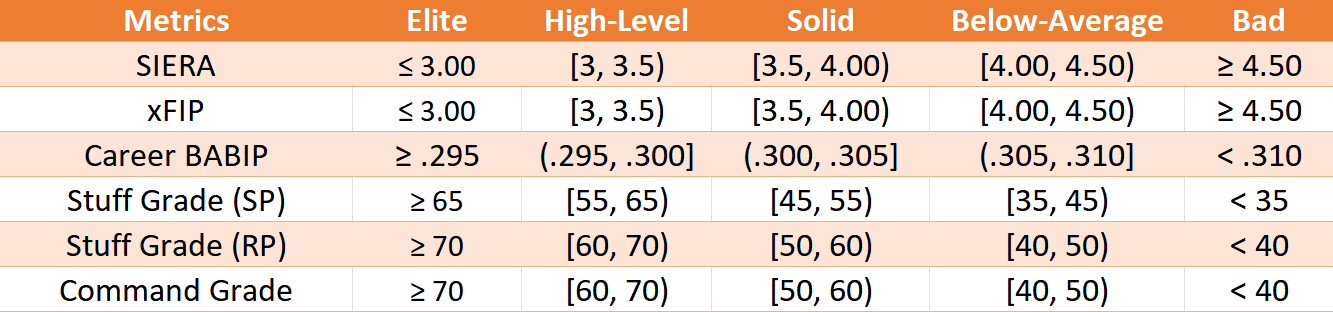 Metrics Elite High-Level Solid Below-Average Bad
SIERA ≤ 3.00 [3, 3.5) [3.5, 4.00) [4.00, 4.50) ≥ 4.50
xFIP ≤ 3.00 [3, 3.5) [3.5, 4.00) [4.00, 4.50) ≥ 4.50
Career BABIP ≥ .295 (.295, .300] (.300, .305] (.305, .310] < .310
Stuff Grade (SP) ≥ 65 [55, 65) [45, 55) [35, 45) < 35
Stuff Grade (RP) ≥ 70 [60, 70) [50, 60) [40, 50) < 40
Command Grade ≥ 70 [60, 70) [50, 60) [40, 50) < 40